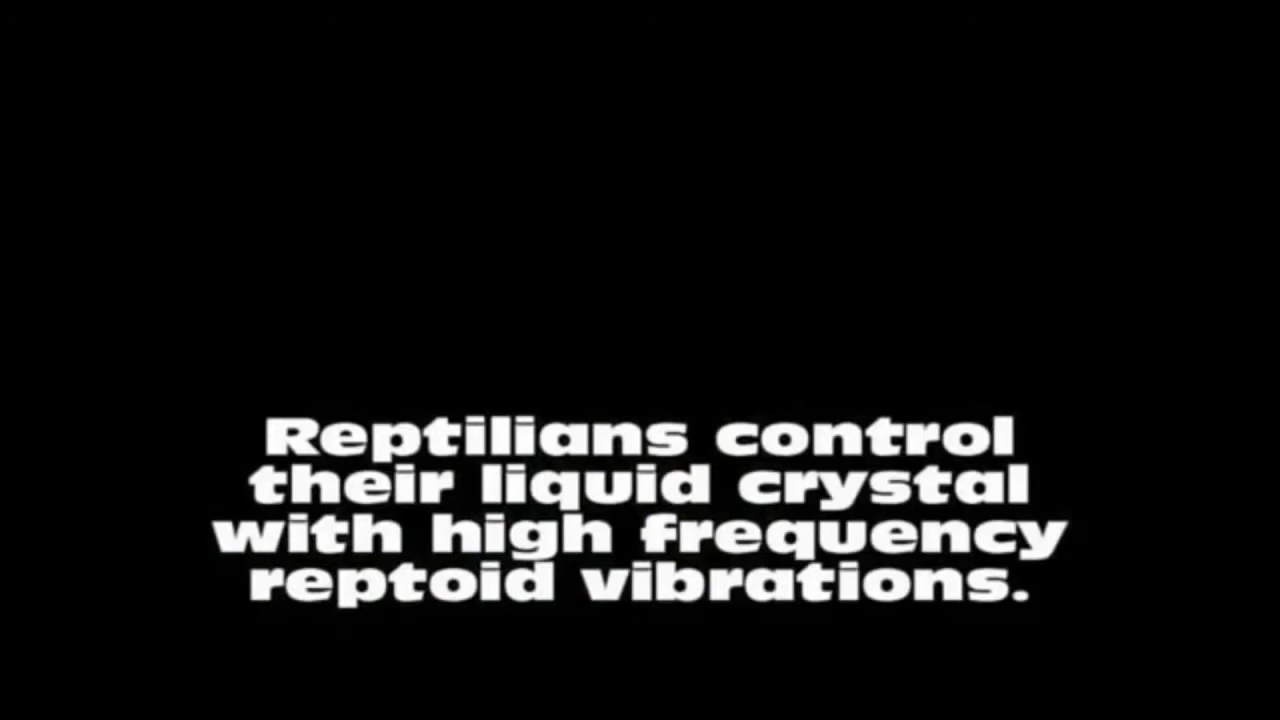 Reptilians control
their liquid crystal
with high frequency
reptoid vibrations.